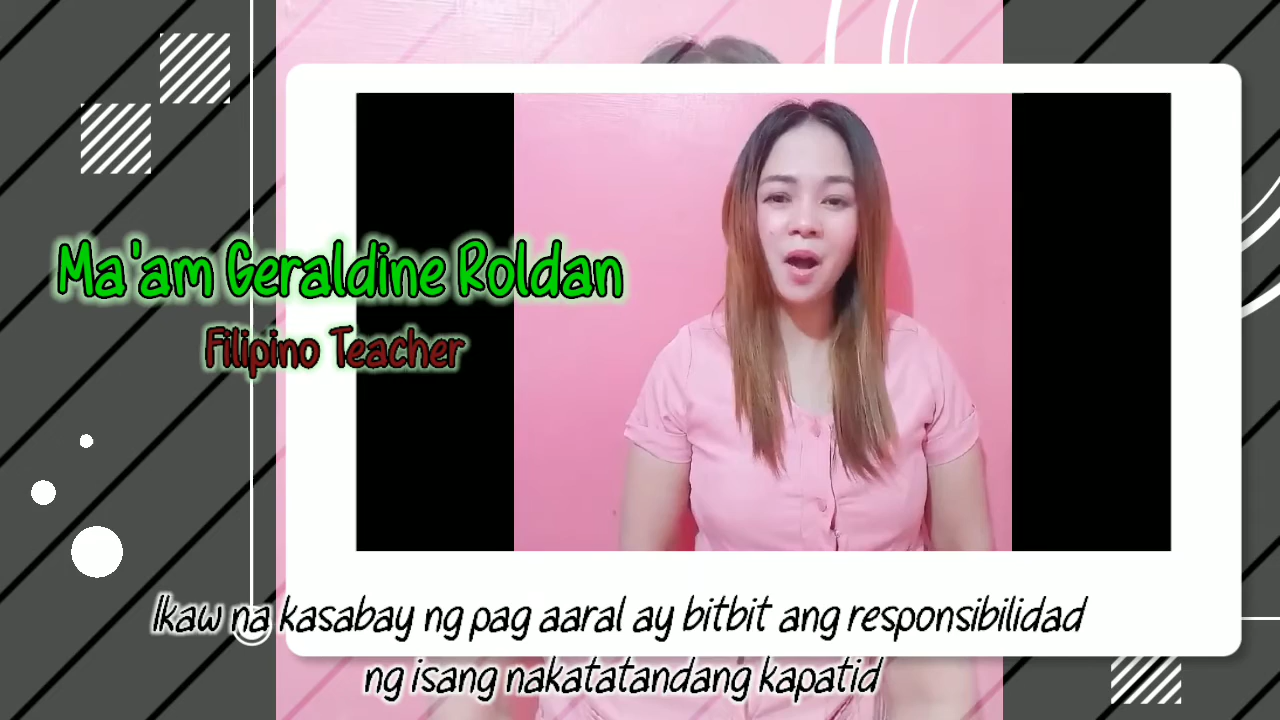 Ma'am Geraldine Roldan
Filipino Teacher
Ikaw na kasabay ng pag aaral ay bitbit ang responsibilidad
ng isang nakatatandang kapatid